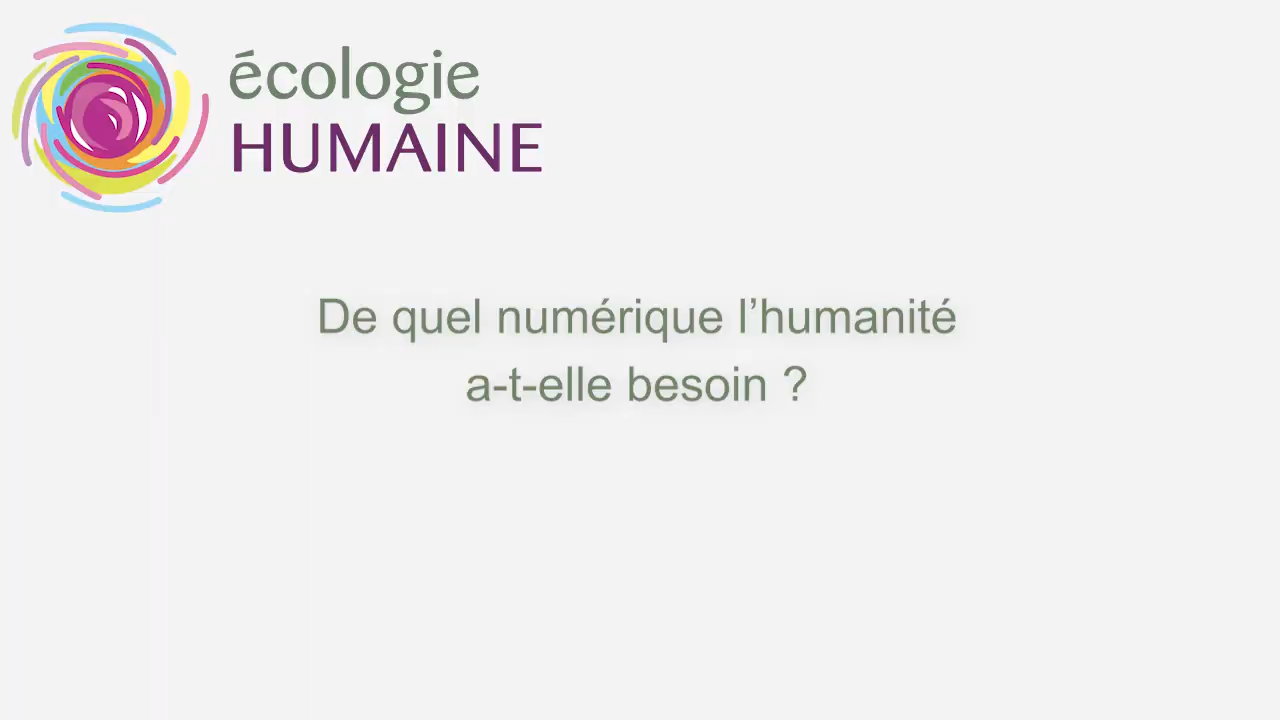 écologie
HUMAINE
De quel numérique l’humanité
a-t-elle besoin ?